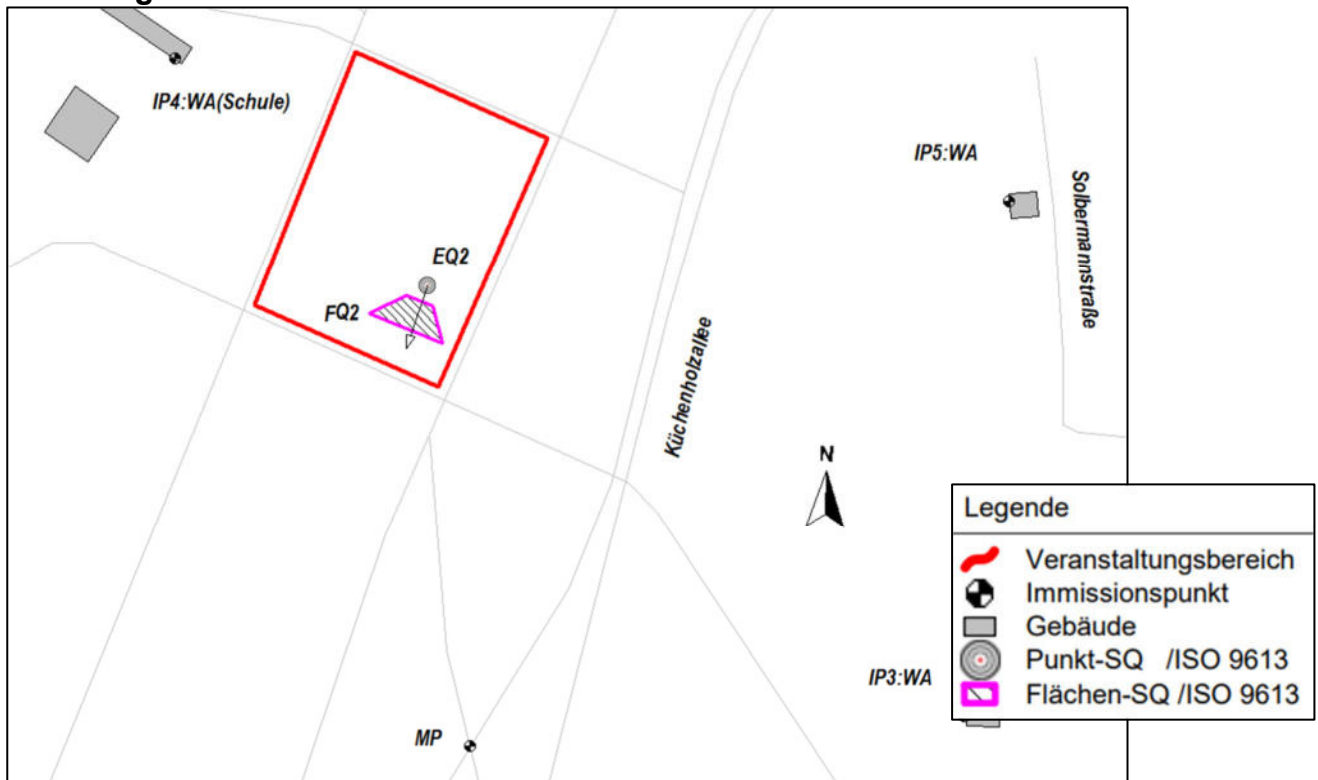 IP4:WA(Schule)
IP5:WA
Solbermannstraße
EQ2
FQ2
Küchenholzallee
N
IP3:WA
MP
Legende
Veranstaltungsbereich
Immissionspunkt
Gebäude
Punkt-SQ /ISO 9613
Flächen-SQ /ISO 9613